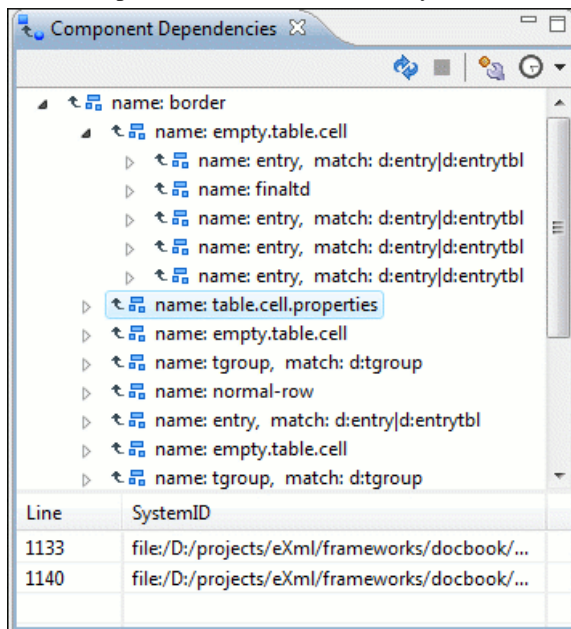 Component Dependencies
name: border
name: empty.table.cell
name: entry, match: d:entry|d:entrytbl
name: finaltd
name: entry, match: d:entry|d:entrytbl
name: entry, match: d:entry|d:entrytbl
name: entry, match: d:entry|d:entrytbl
name: table.cell.properties
name: empty.table.cell
name: tgroup, match: d:tgroup
name: normal-row
name: entry, match: d:entry|d:entrytbl
name: empty.table.cell
name: tgroup, match: d:tgroup
Line SystemID
1133 file:/D:/projects/eXml/frameworks/docbook/...
1140 file:/D:/projects/eXml/frameworks/docbook/...